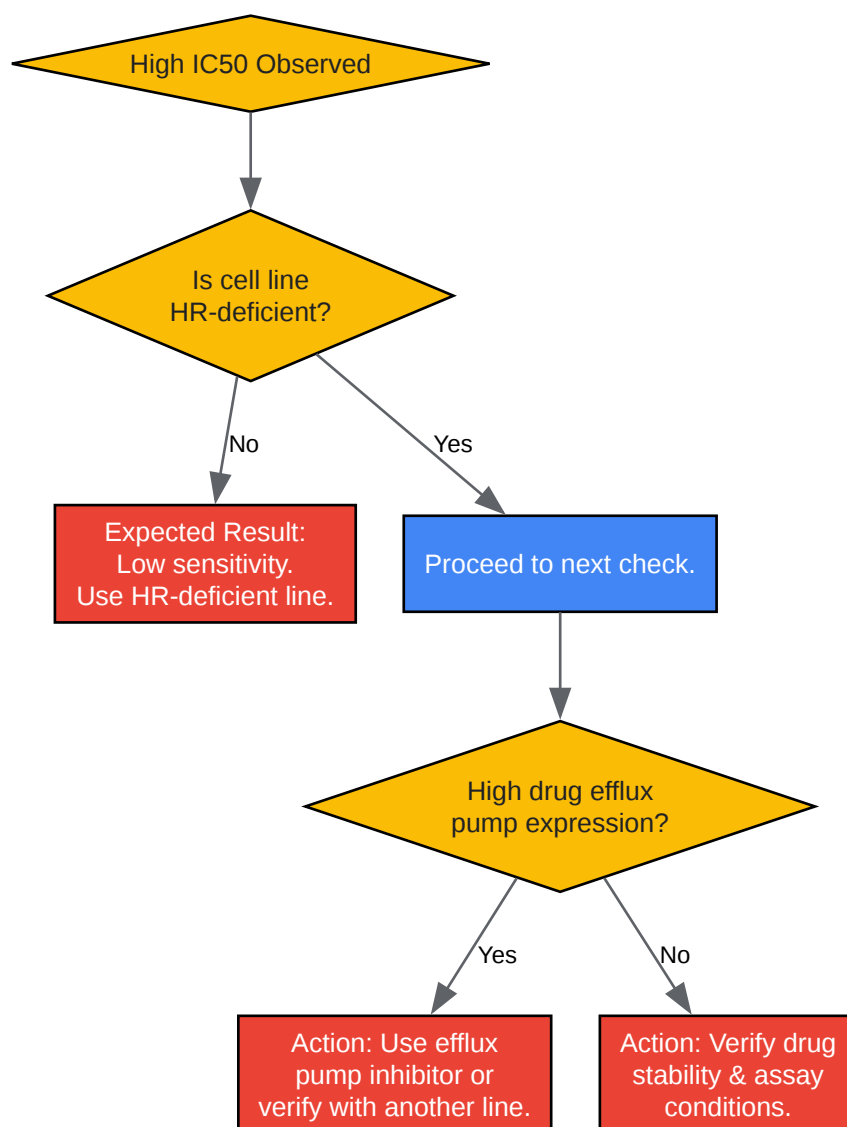 High IC50 Observed
Is cell line
HR-deficient?
No
Yes
Expected Result:
Low sensitivity.
Use HR-deficient line.
Proceed to next check.
High drug efflux
pump expression?
Yes
No
Action: Use efflux
pump inhibitor or
verify with another line.
Action: Verify drug
stability & assay
conditions.